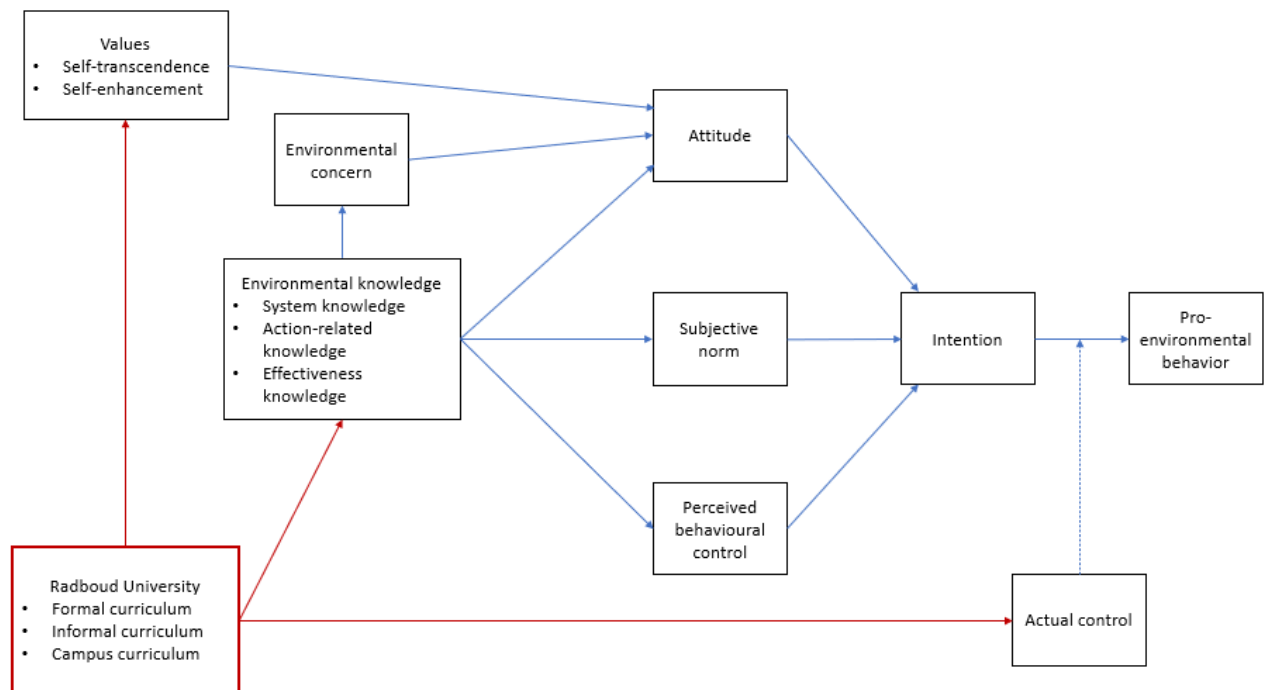 Values
• Self-transcendence
• Self-enhancement
Environmental
concern
Attitude
Environmental knowledge
• System knowledge
• Action-related
knowledge
• Effectiveness
knowledge
Subjective
norm
Intention
Pro-
environmental
behavior
Perceived
behavioural
control
Radboud University
• Formal curriculum
• Informal curriculum
• Campus curriculum
Actual control